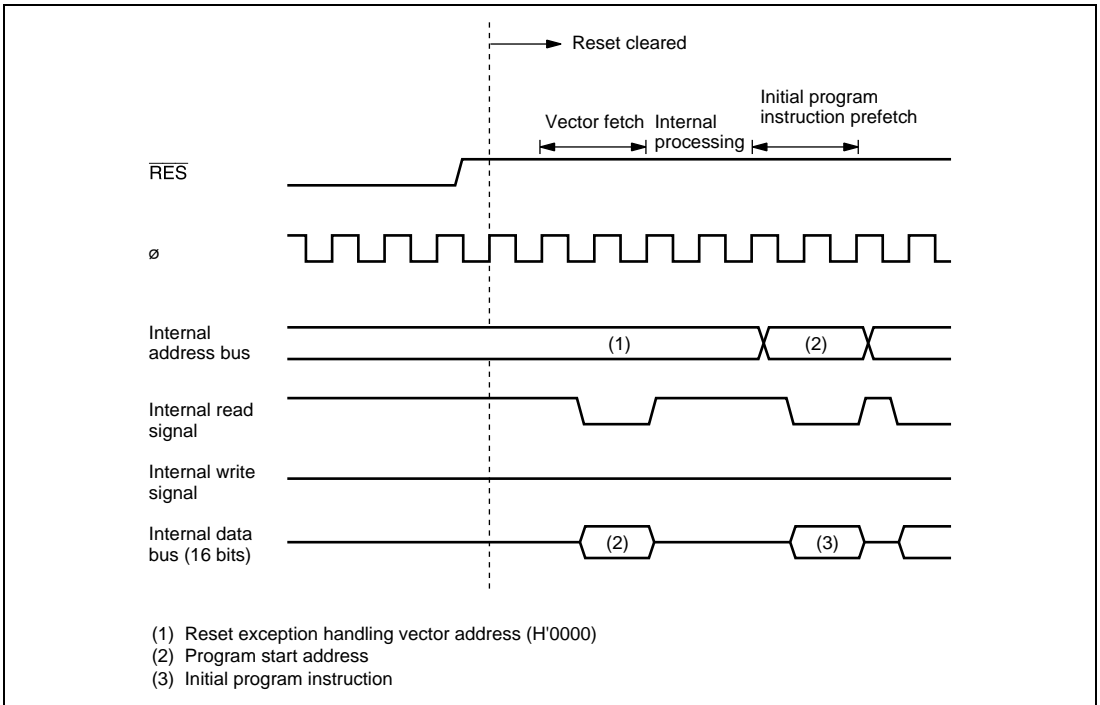 Reset cleared
Initial program
Vector fetch Internal instruction prefetch
processing
RES
ø
Internal
address bus
(1) (2)
Internal read
signal
Internal write
signal
Internal data
bus (16 bits)
(2) (3)
(1) Reset exception handling vector address (H'0000)
(2) Program start address
(3) Initial program instruction